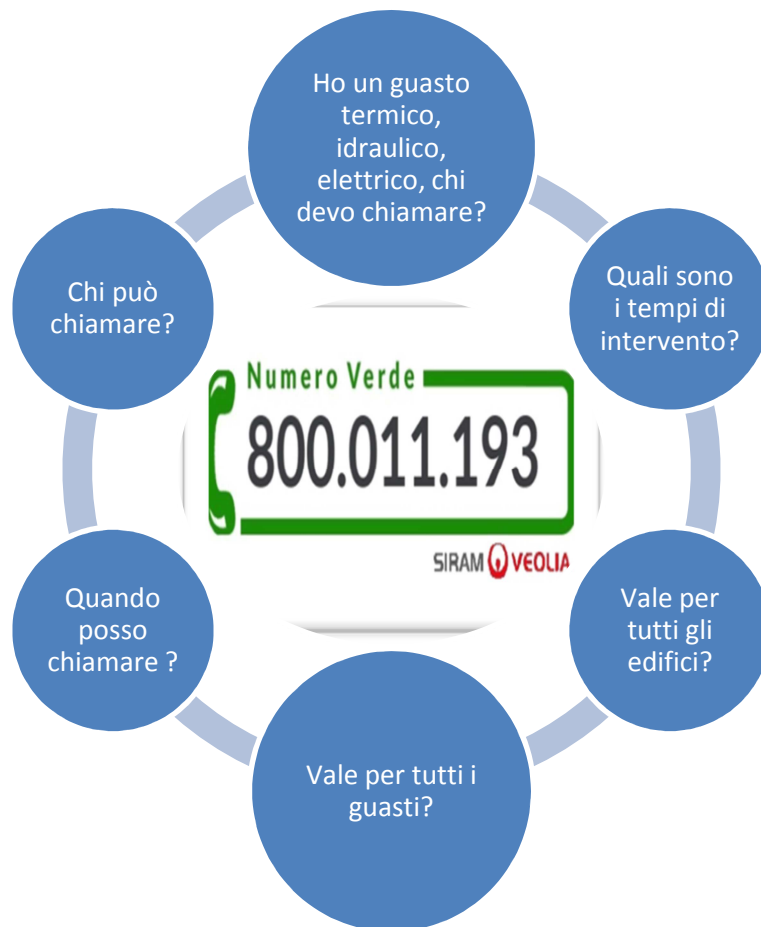 Ho un guasto
termico,
idraulico,
elettrico, chi
devo chiamare?
Quali sono
i tempi di
intervento?
Vale per
tutti gli
edifici?
Vale per tutti i
guasti?
Quando
posso
chiamare ?
Chi può
chiamare?
Numero Verde
800.011.193
SIRAM VEOLIA